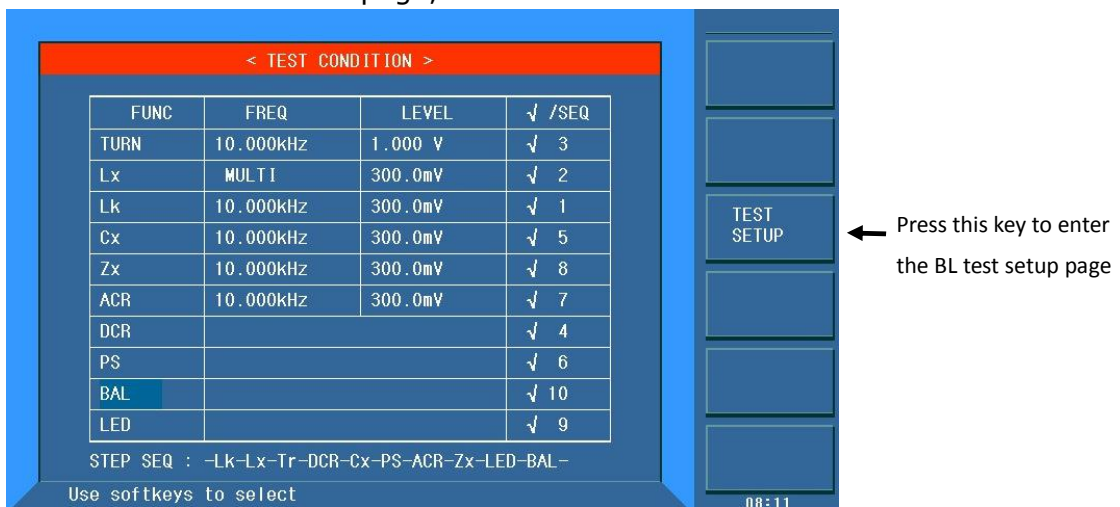 < TEST CONDITION >
FUNC FREQ LEVEL √ /SEQ
TURN 10.000kHz 1.000 V √ 3
Lx MULTI 300.0mV √ 2
Lk 10.000kHz 300.0mV √ 1
Cx 10.000kHz 300.0mV √ 5
Zx 10.000kHz 300.0mV √ 8
ACR 10.000kHz 300.0mV √ 7
DCR √ 4
PS √ 6
BAL √ 10
LED √ 9
STEP SEQ : -Lk-Lx-Tr-DCR-Cx-PS-ACR-Zx-LED-BAL-
Use softkeys to select
TEST
SETUP
08:11
Press this key to enter
the BL test setup page